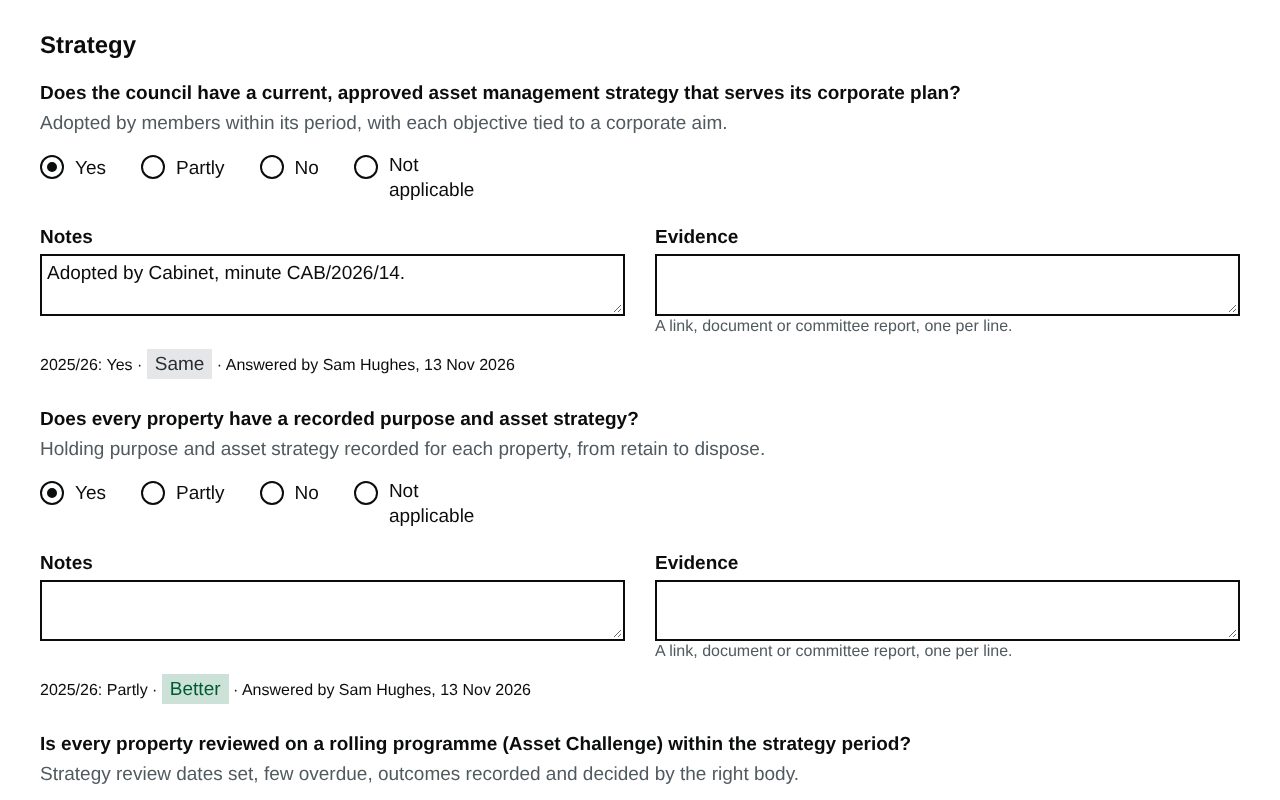 Strategy
Does the council have a current, approved asset management strategy that serves its corporate plan?
Adopted by members within its period, with each objective tied to a corporate aim.
Yes
Partly
No
Not
applicable
Notes
Evidence
Adopted by Cabinet, minute CAB/2026/14.
A link, document or committee report, one per line.
2025/26: Yes · Same · Answered by Sam Hughes, 13 Nov 2026
Does every property have a recorded purpose and asset strategy?
Holding purpose and asset strategy recorded for each property, from retain to dispose.
Yes
Partly
No
Not
applicable
Notes
Evidence
A link, document or committee report, one per line.
2025/26: Partly · Better · Answered by Sam Hughes, 13 Nov 2026
Is every property reviewed on a rolling programme (Asset Challenge) within the strategy period?
Strategy review dates set, few overdue, outcomes recorded and decided by the right body.